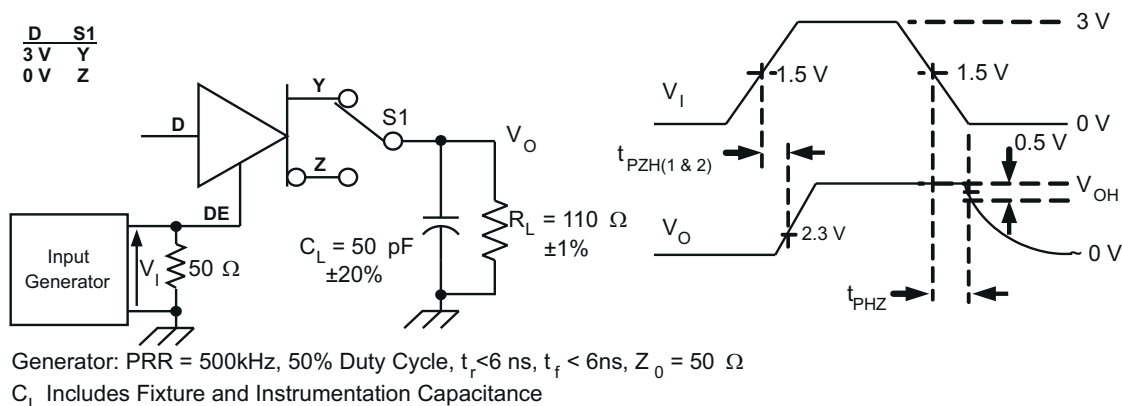 D S1
3 V Y
0 V Z
D
Y
Z
S1
DE
V_O
Input
Generator
V_I
50 Ω
C_L = 50 pF
±20%
R_L = 110 Ω
±1%
3 V
1.5 V
1.5 V
V_I
0 V
0.5 V
t_PZH(1 & 2)
V_OH
2.3 V
V_O
~ 0 V
t_PHZ
Generator: PRR = 500kHz, 50% Duty Cycle, t_r<6 ns, t_f < 6ns, Z_0 = 50 Ω
C_L Includes Fixture and Instrumentation Capacitance